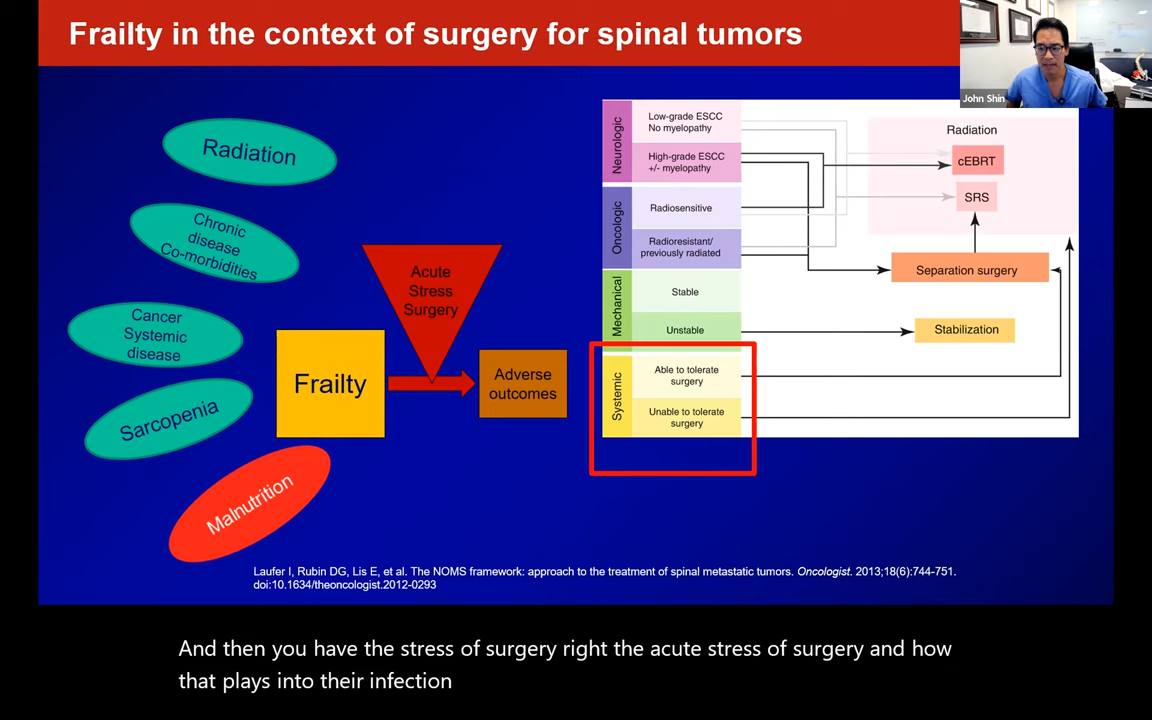 Frailty in the context of surgery for spinal tumors
John Shin
Radiation
Chronic
disease
Co-morbidities
Cancer
Systemic
disease
Sarcopenia
Malnutrition
Frailty
Acute
Stress
Surgery
Adverse
outcomes
Neurologic
Low-grade ESCC
No myelopathy
High-grade ESCC
+/- myelopathy
Oncologic
Radiosensitive
Radioresistant/
previously radiated
Mechanical
Stable
Unstable
Systemic
Able to tolerate
surgery
Unable to tolerate
surgery
Radiation
cEBRT
SRS
Separation surgery
Stabilization
Laufer I, Rubin DG, Lis E, et al. The NOMS framework: approach to the treatment of spinal metastatic tumors. Oncologist. 2013;18(6):744-751.
doi:10.1634/theoncologist.2012-0293
And then you have the stress of surgery right the acute stress of surgery and how
that plays into their infection